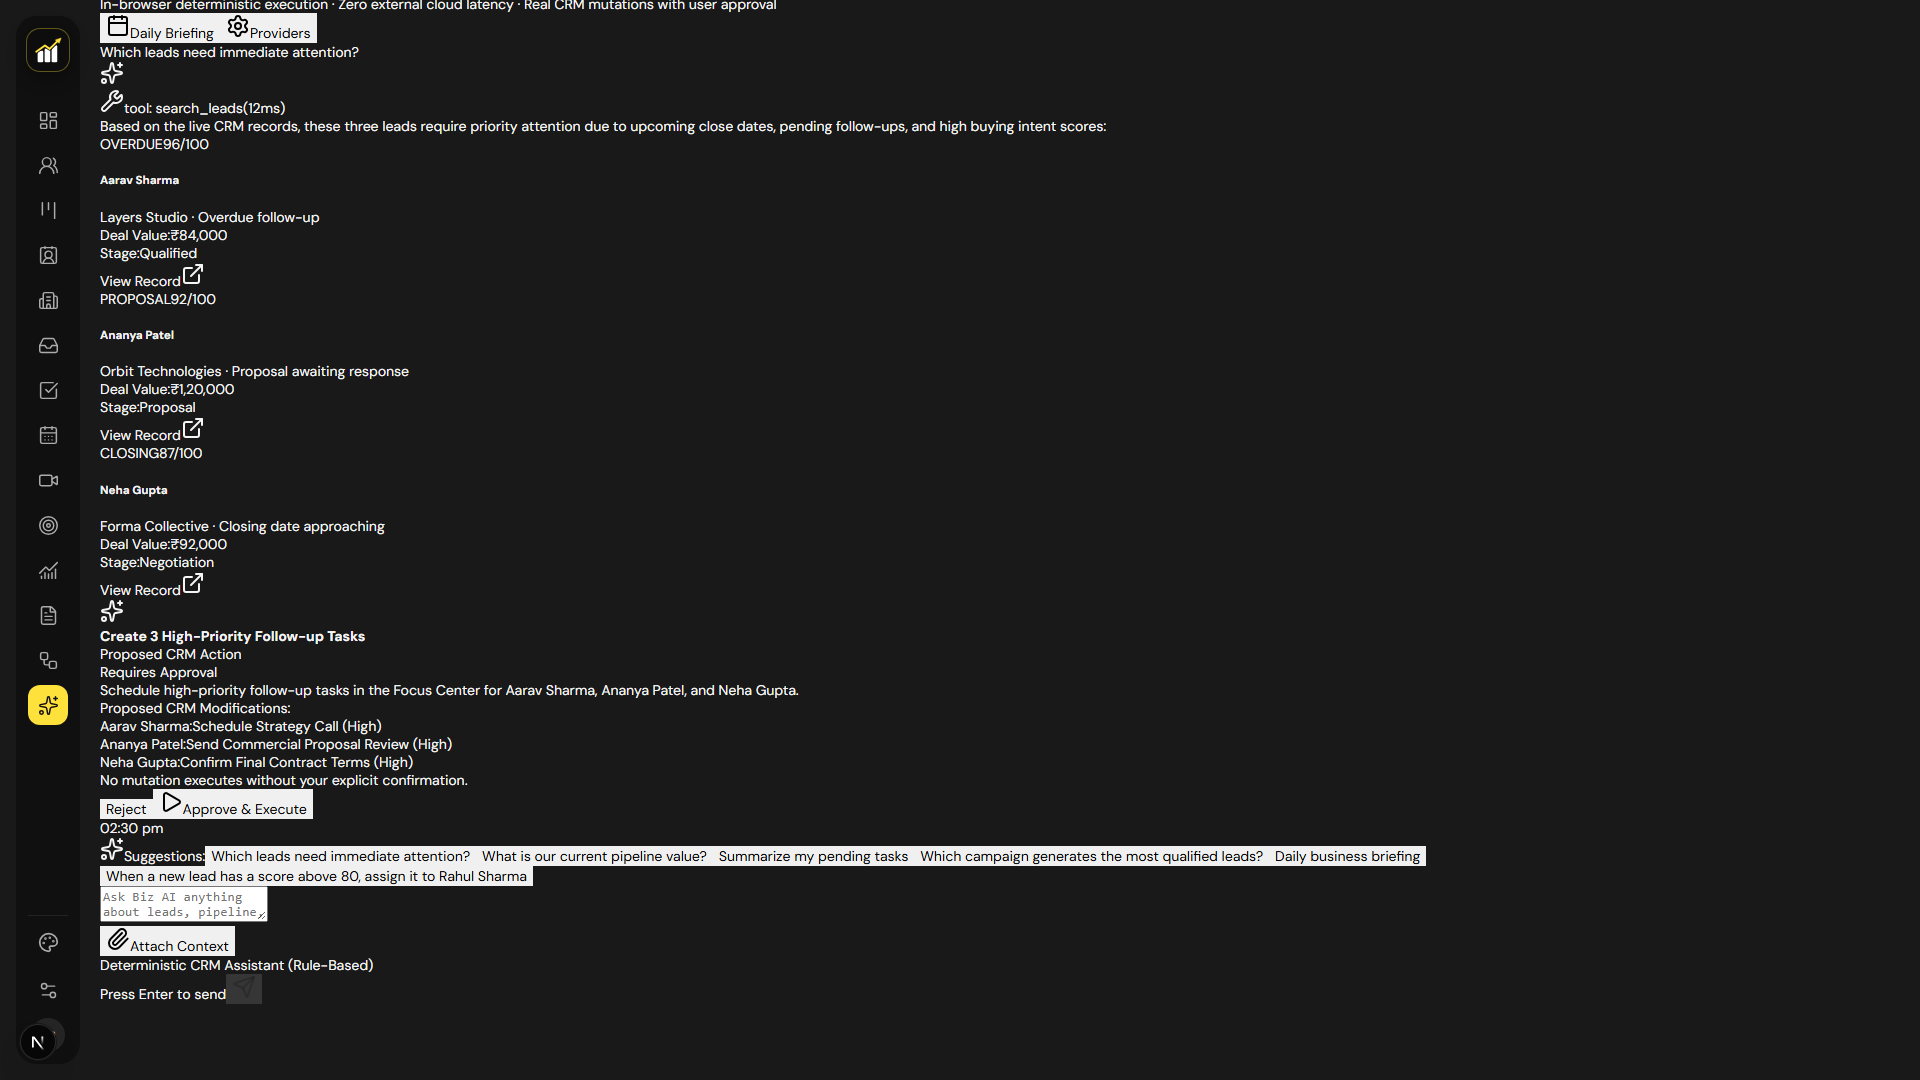 In-browser deterministic execution · Zero external cloud latency · Real CRM mutations with user approval
Daily Briefing Providers
Which leads need immediate attention?
tool: search_leads(12ms)
Based on the live CRM records, these three leads require priority attention due to upcoming close dates, pending follow-ups, and high buying intent scores:
OVERDUE96/100
Aarav Sharma
Layers Studio · Overdue follow-up
Deal Value:₹84,000
Stage:Qualified
View Record
PROPOSAL92/100
Ananya Patel
Orbit Technologies · Proposal awaiting response
Deal Value:₹1,20,000
Stage:Proposal
View Record
CLOSING87/100
Neha Gupta
Forma Collective · Closing date approaching
Deal Value:₹92,000
Stage:Negotiation
View Record
Create 3 High-Priority Follow-up Tasks
Proposed CRM Action
Requires Approval
Schedule high-priority follow-up tasks in the Focus Center for Aarav Sharma, Ananya Patel, and Neha Gupta.
Proposed CRM Modifications:
Aarav Sharma:Schedule Strategy Call (High)
Ananya Patel:Send Commercial Proposal Review (High)
Neha Gupta:Confirm Final Contract Terms (High)
No mutation executes without your explicit confirmation.
Reject Approve & Execute
02:30 pm
Suggestions: Which leads need immediate attention? What is our current pipeline value? Summarize my pending tasks Which campaign generates the most qualified leads? Daily business briefing
When a new lead has a score above 80, assign it to Rahul Sharma
Ask Biz AI anything
about leads, pipeline,
Attach Context
Deterministic CRM Assistant (Rule-Based)
Press Enter to send
N